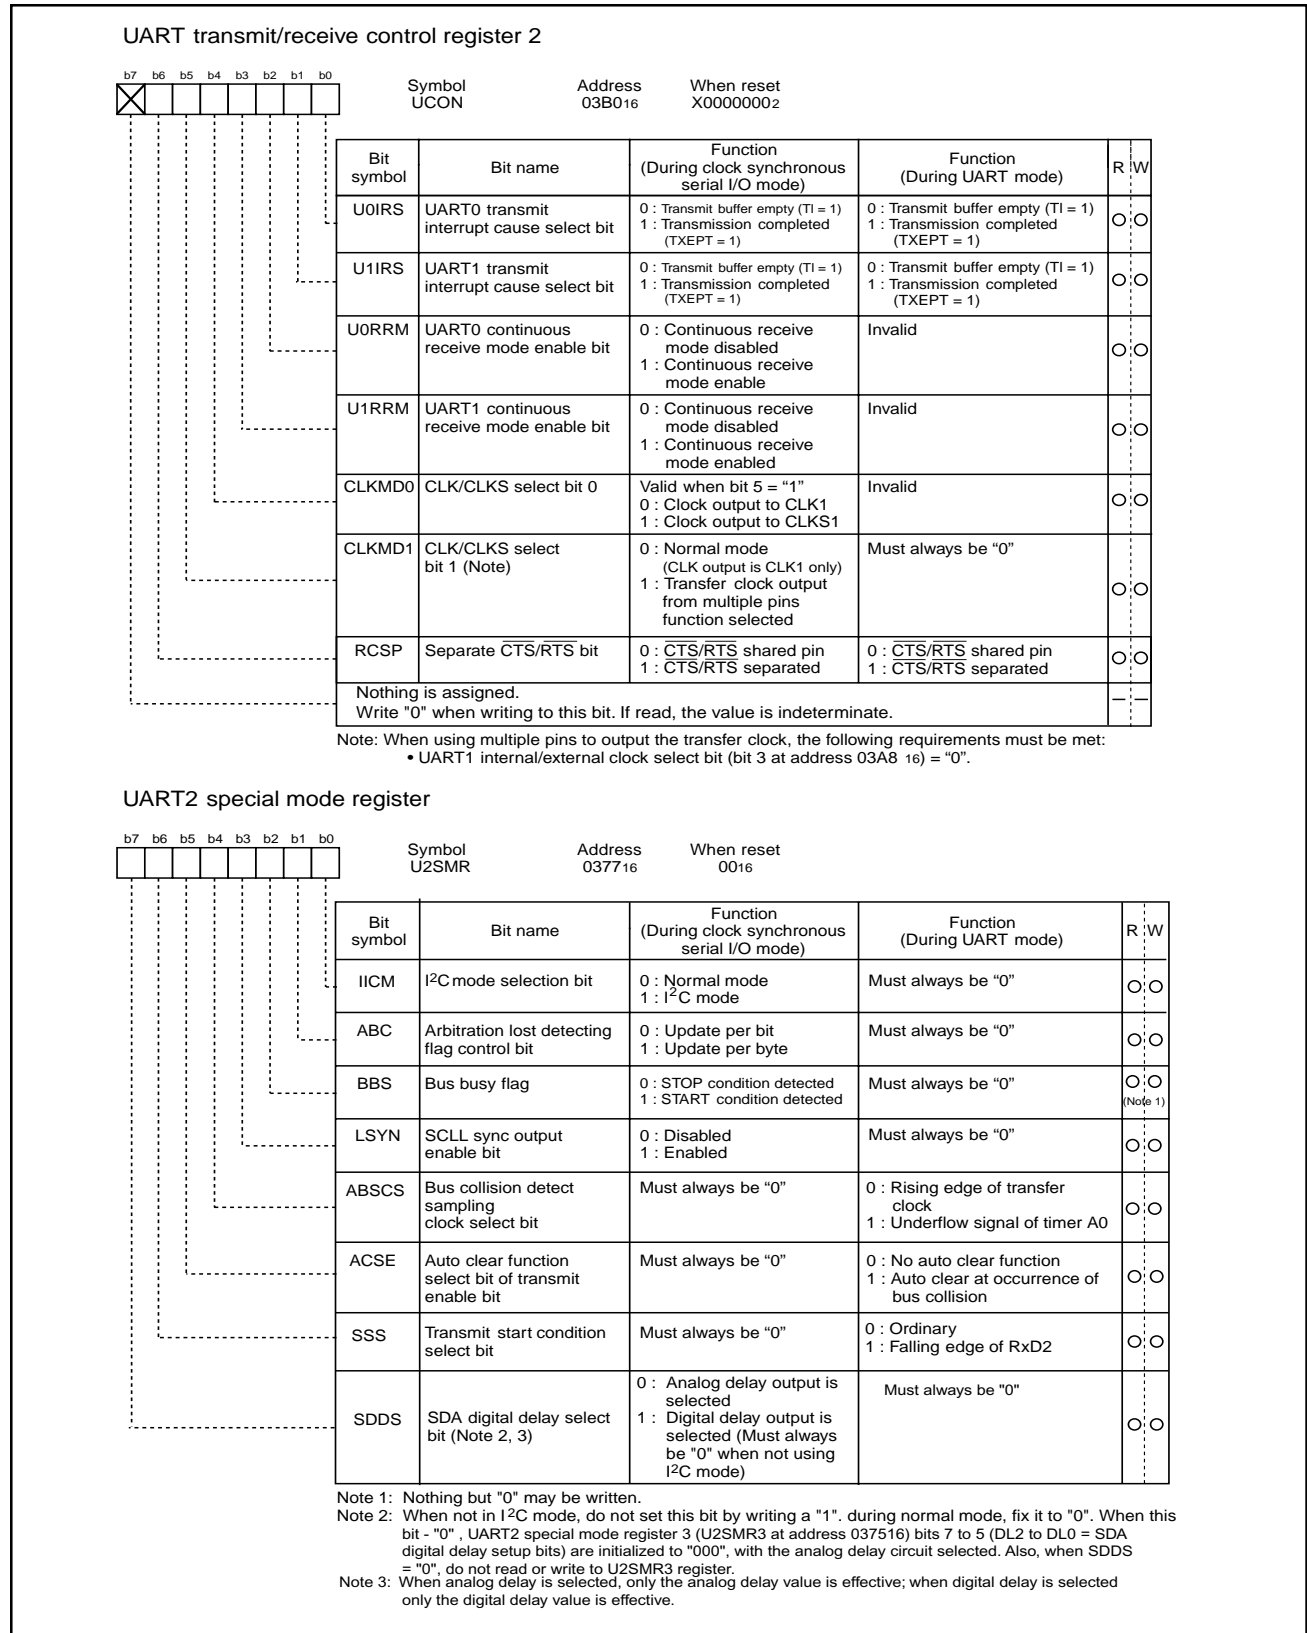 UART transmit/receive control register 2
b7 b6 b5 b4 b3 b2 b1 b0
Symbol Address When reset
UCON 03B016 X00000002
Bit symbol Bit name Function (During clock synchronous serial I/O mode) Function (During UART mode) R W
U0IRS UART0 transmit interrupt cause select bit
0 : Transmit buffer empty (TI = 1)
1 : Transmission completed
(TXEPT = 1)
0 : Transmit buffer empty (TI = 1)
1 : Transmission completed
(TXEPT = 1)
U1IRS UART1 transmit interrupt cause select bit
0 : Transmit buffer empty (TI = 1)
1 : Transmission completed
(TXEPT = 1)
0 : Transmit buffer empty (TI = 1)
1 : Transmission completed
(TXEPT = 1)
U0RRM UART0 continuous receive mode enable bit
0 : Continuous receive
mode disabled
1 : Continuous receive
mode enable
Invalid
U1RRM UART1 continuous receive mode enable bit
0 : Continuous receive
mode disabled
1 : Continuous receive
mode enabled
Invalid
CLKMD0 CLK/CLKS select bit 0
Valid when bit 5 = “1”
0 : Clock output to CLK1
1 : Clock output to CLKS1
Invalid
CLKMD1 CLK/CLKS select bit 1 (Note)
0 : Normal mode
(CLK output is CLK1 only)
1 : Transfer clock output
from multiple pins
function selected
Must always be “0”
RCSP Separate CTS/RTS bit
0 : CTS/RTS shared pin
1 : CTS/RTS separated
0 : CTS/RTS shared pin
1 : CTS/RTS separated
Nothing is assigned.
Write "0" when writing to this bit. If read, the value is indeterminate.
Note: When using multiple pins to output the transfer clock, the following requirements must be met:
• UART1 internal/external clock select bit (bit 3 at address 03A8 16) = “0”.
UART2 special mode register
b7 b6 b5 b4 b3 b2 b1 b0
Symbol Address When reset
U2SMR 037716 0016
Bit symbol Bit name Function (During clock synchronous serial I/O mode) Function (During UART mode) R W
IICM I2C mode selection bit
0 : Normal mode
1 : I2C mode
Must always be “0”
ABC Arbitration lost detecting flag control bit
0 : Update per bit
1 : Update per byte
Must always be “0”
BBS Bus busy flag
0 : STOP condition detected
1 : START condition detected
Must always be “0”
(Note 1)
LSYN SCLL sync output enable bit
0 : Disabled
1 : Enabled
Must always be “0”
ABSCS Bus collision detect sampling clock select bit
Must always be “0”
0 : Rising edge of transfer
clock
1 : Underflow signal of timer A0
ACSE Auto clear function select bit of transmit enable bit
Must always be “0”
0 : No auto clear function
1 : Auto clear at occurrence of
bus collision
SSS Transmit start condition select bit
Must always be “0”
0 : Ordinary
1 : Falling edge of RxD2
SDDS SDA digital delay select bit (Note 2, 3)
0 : Analog delay output is
selected
1 : Digital delay output is
selected (Must always
be "0" when not using
I2C mode)
Must always be "0"
Note 1: Nothing but "0" may be written.
Note 2: When not in I2C mode, do not set this bit by writing a "1". during normal mode, fix it to "0". When this
bit - "0" , UART2 special mode register 3 (U2SMR3 at address 037516) bits 7 to 5 (DL2 to DL0 = SDA
digital delay setup bits) are initialized to "000", with the analog delay circuit selected. Also, when SDDS
= "0", do not read or write to U2SMR3 register.
Note 3: When analog delay is selected, only the analog delay value is effective; when digital delay is selected
only the digital delay value is effective.